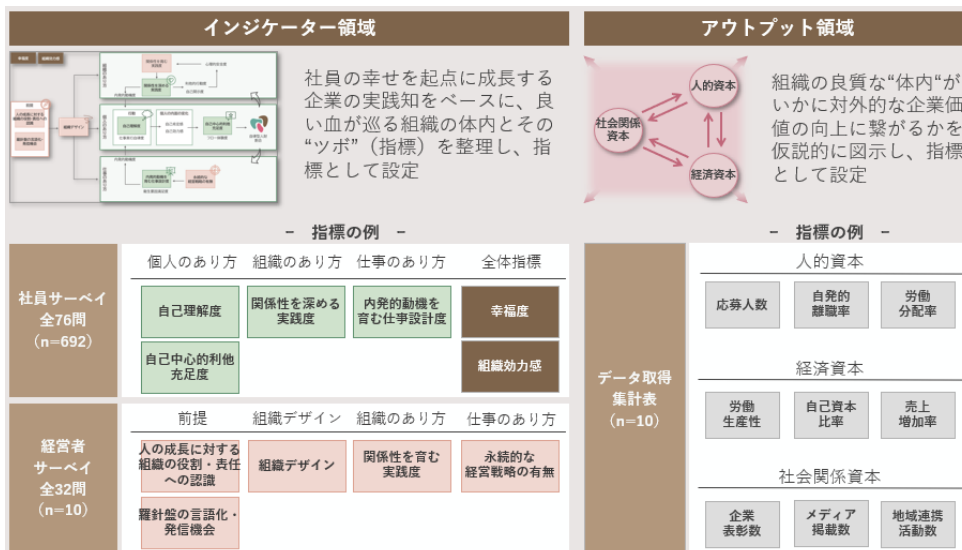 インジケーター領域
社員の幸せを起点に成長する
企業の実践知をベースに、良
い血が巡る組織の体内とその
“ツボ”（指標）を整理し、指
標として設定
アウトプット領域
人的資本
社会関係
資本
経済資本
組織の良質な“体内“が
いかに対外的な企業価
値の向上に繋がるかを
仮説的に図示し、指標
として設定
– 指標の例 –
社員サーベイ
全76問
（n=692）
個人のあり方 組織のあり方 仕事のあり方 全体指標
自己理解度
関係性を深める
実践度
内発的動機を
育む仕事設計度
幸福度
自己中心的利他
充足度
組織効力感
経営者
サーベイ
全32問
（n=10）
前提 組織デザイン 組織のあり方 仕事のあり方
人の成長に対する
組織の役割・責任
への認識
組織デザイン
関係性を育む
実践度
永続的な
経営戦略の有無
羅針盤の言語化・
発信機会
– 指標の例 –
データ取得
集計表
（n=10）
人的資本
応募人数
自発的
離職率
労働
分配率
経済資本
労働
生産性
自己資本
比率
売上
増加率
社会関係資本
企業
表彰数
メディア
掲載数
地域連携
活動数